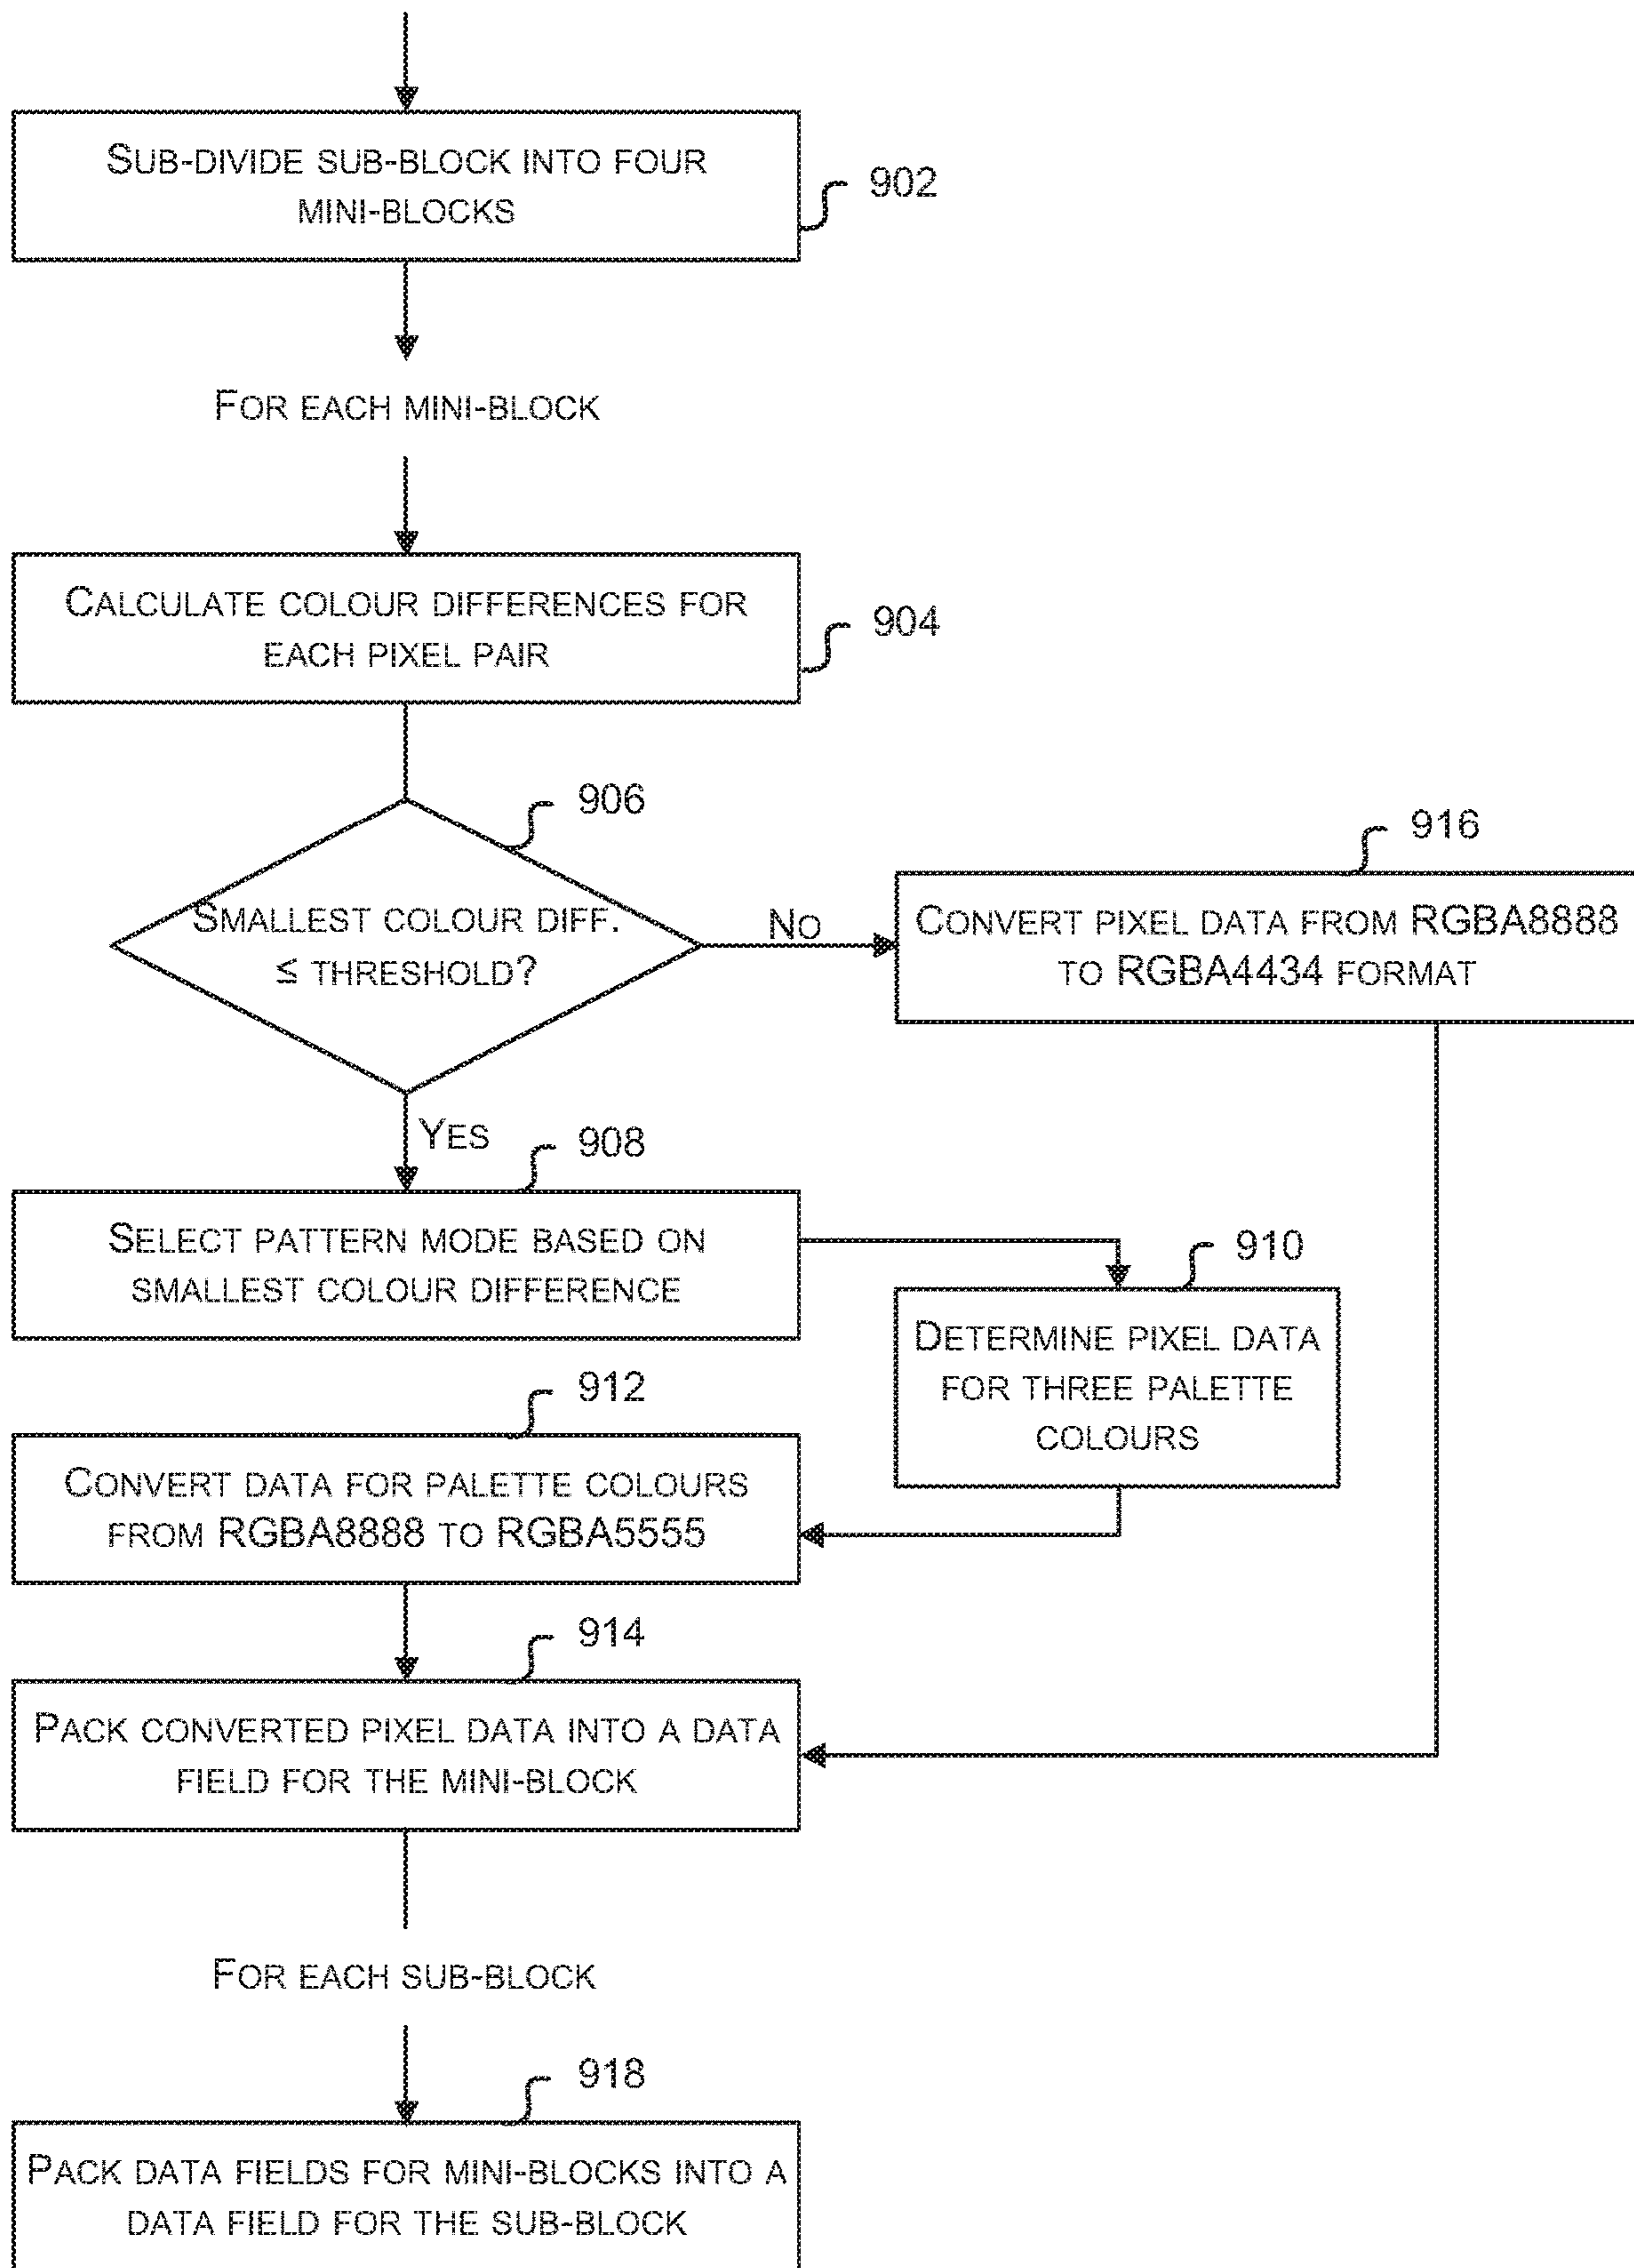 SUB-DIVIDE SUB-BLOCK INTO FOUR
MINI-BLOCKS
902
FOR EACH MINI-BLOCK
CALCULATE COLOUR DIFFERENCES FOR
EACH PIXEL PAIR
904
906
SMALLEST COLOUR DIFF.
≤ THRESHOLD?
NO
916
CONVERT PIXEL DATA FROM RGBA8888
TO RGBA4434 FORMAT
YES
908
SELECT PATTERN MODE BASED ON
SMALLEST COLOUR DIFFERENCE
910
DETERMINE PIXEL DATA
FOR THREE PALETTE
COLOURS
912
CONVERT DATA FOR PALETTE COLOURS
FROM RGBA8888 TO RGBA5555
914
PACK CONVERTED PIXEL DATA INTO A DATA
FIELD FOR THE MINI-BLOCK
FOR EACH SUB-BLOCK
918
PACK DATA FIELDS FOR MINI-BLOCKS INTO A
DATA FIELD FOR THE SUB-BLOCK